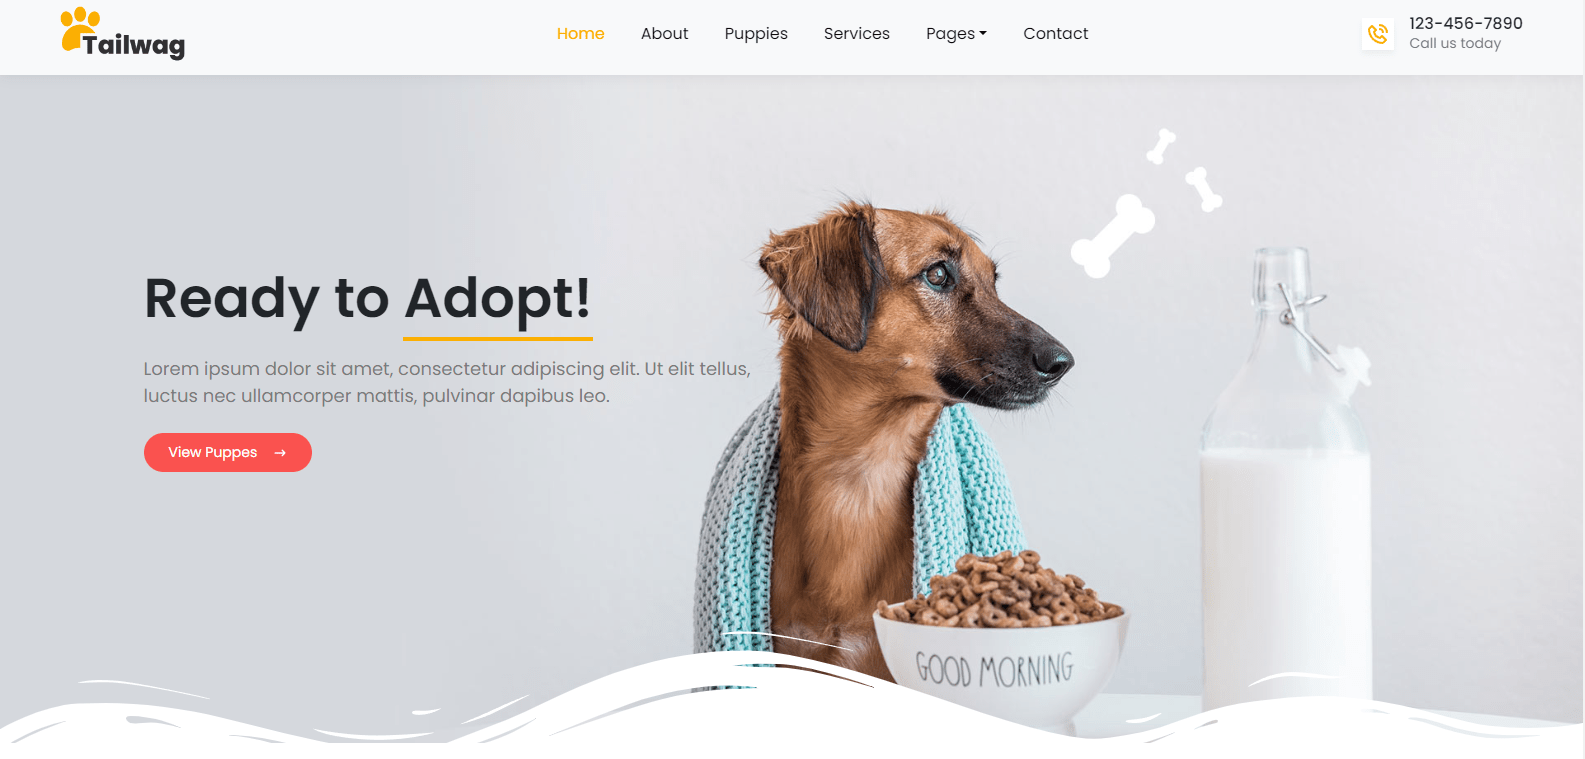 Tailwag
Home
About
Puppies
Services
Pages
Contact
123-456-7890
Call us today
Ready to Adopt!
Lorem ipsum dolor sit amet, consectetur adipiscing elit. Ut elit tellus,
luctus nec ullamcorper mattis, pulvinar dapibus leo.
View Puppes →
GOOD MORNING